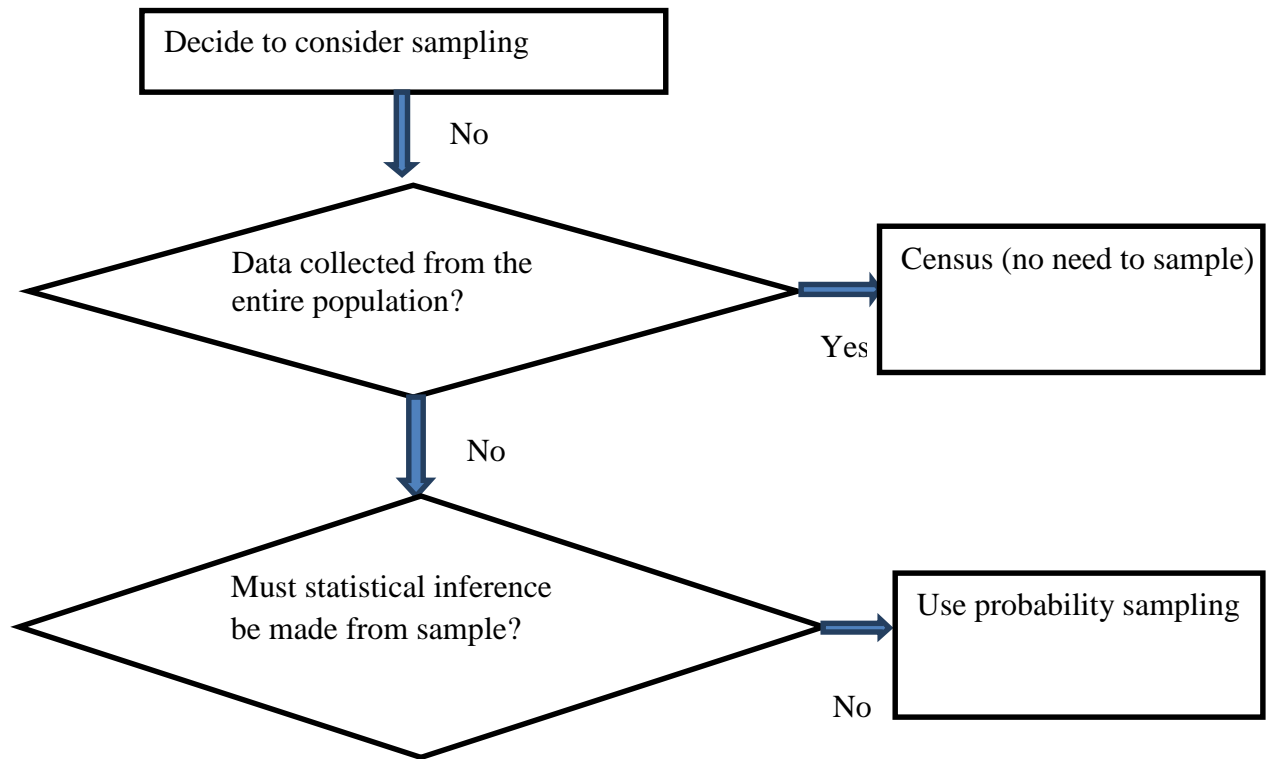 Decide to consider sampling
No
Data collected from the
entire population?
Census (no need to sample)
Yes
No
Must statistical inference
be made from sample?
Use probability sampling
No